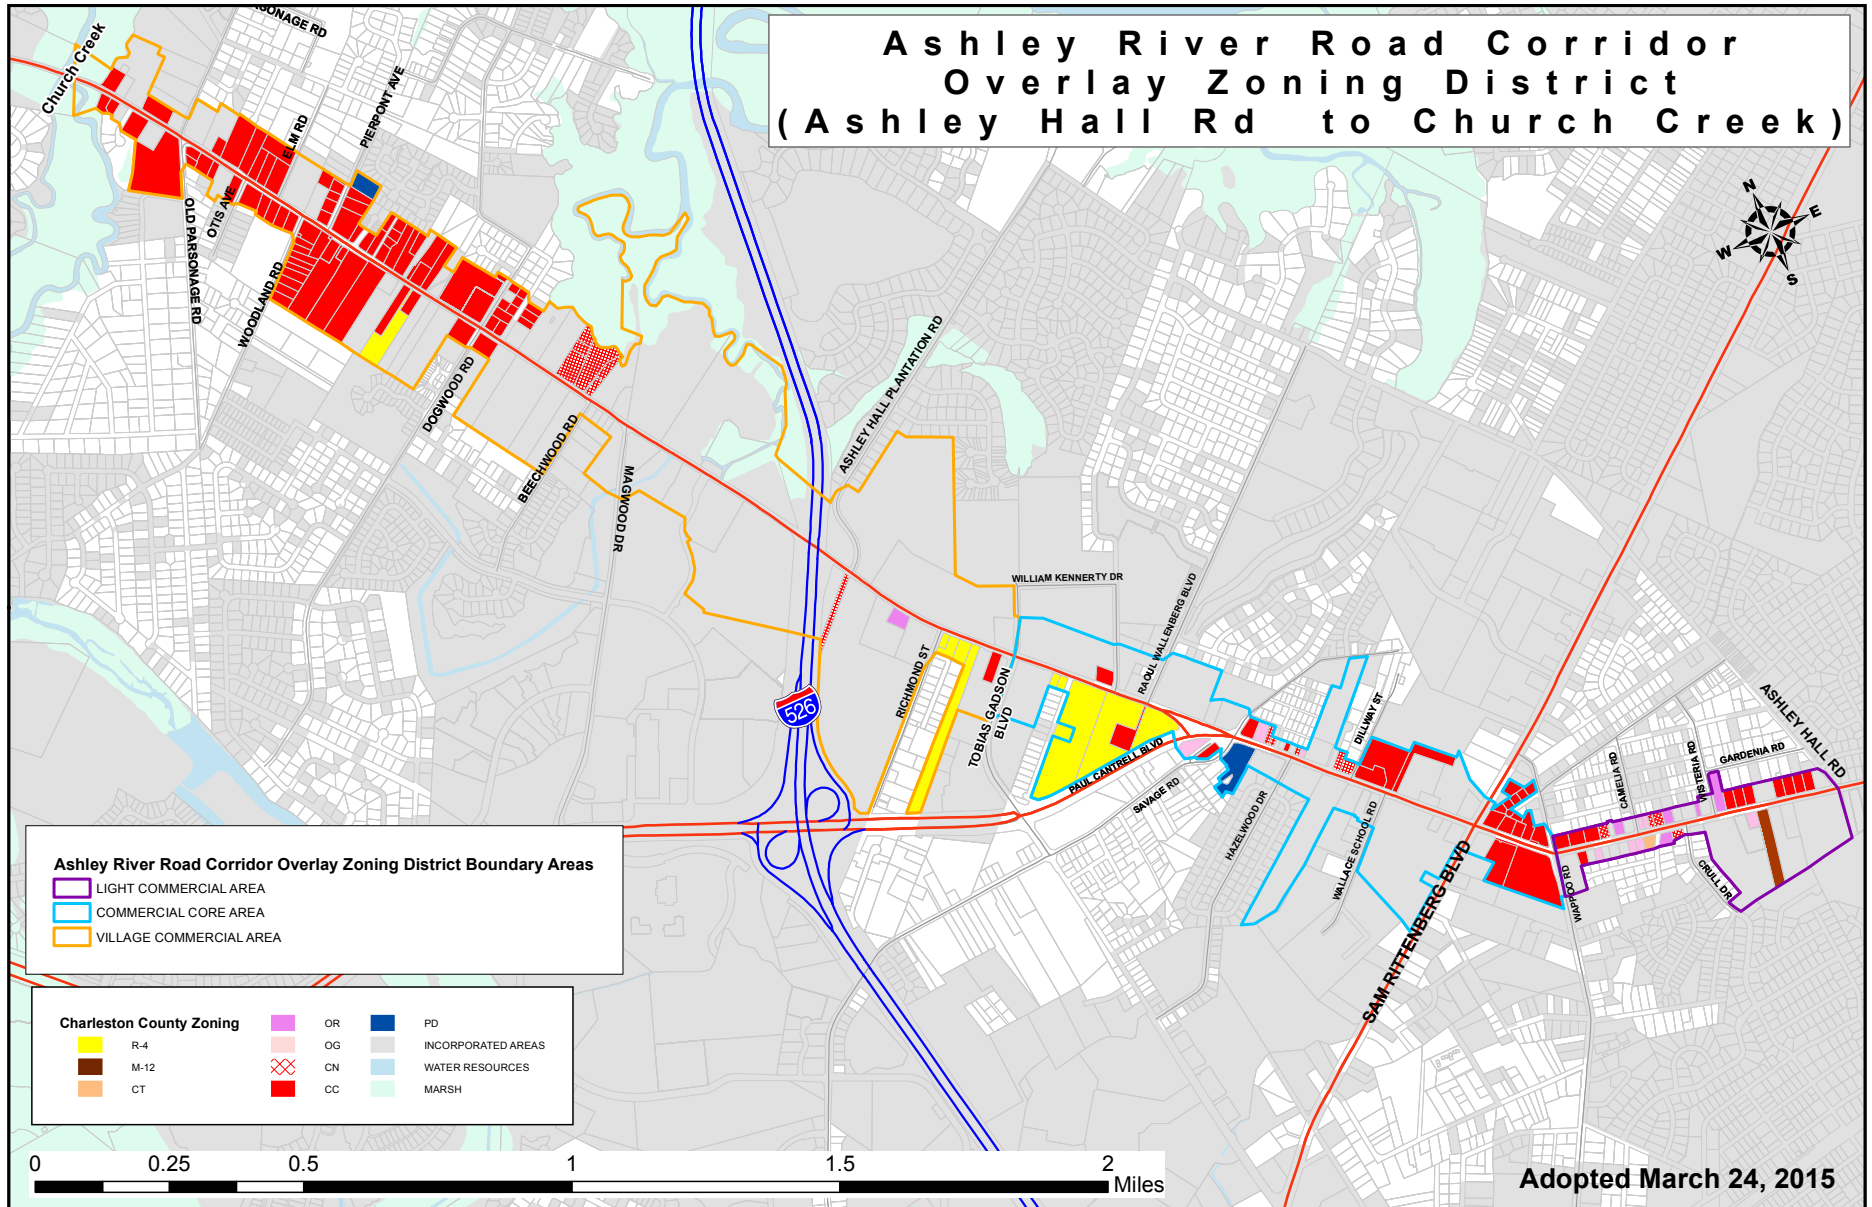 Ashley River Road Corridor
Overlay Zoning District
(Ashley Hall Rd to Church Creek)
Church Creek
PIERPONT AVE
ELM RD
OTIS AVE
OLD PARSONAGE RD
WOODLAND RD
DOGWOOD RD
BEECHWOOD RD
MAGWOOD DR
ASHLEY HALL PLANTATION RD
N
E
W
S
WILLIAM KENNERTY DR
RAOUL WALLENBERG BLVD
RICHMOND ST
TOBIAS GADSON
BLVD
526
PAUL CANTRELL BLVD
SAVAGE RD
HAZELWOOD DR
WALLACE SCHOOL RD
DILLWAY ST
SAM RITTENBERG BLVD
WAPPOO RD
CAMELIA RD
WISTERIA RD
GARDENIA RD
CRULL DR
ASHLEY HALL RD
Ashley River Road Corridor Overlay Zoning District Boundary Areas
LIGHT COMMERCIAL AREA
COMMERCIAL CORE AREA
VILLAGE COMMERCIAL AREA
Charleston County Zoning
R-4
M-12
CT
OR
OG
CN
CC
PD
INCORPORATED AREAS
WATER RESOURCES
MARSH
0 0.25 0.5 1 1.5 2
Miles
Adopted March 24, 2015